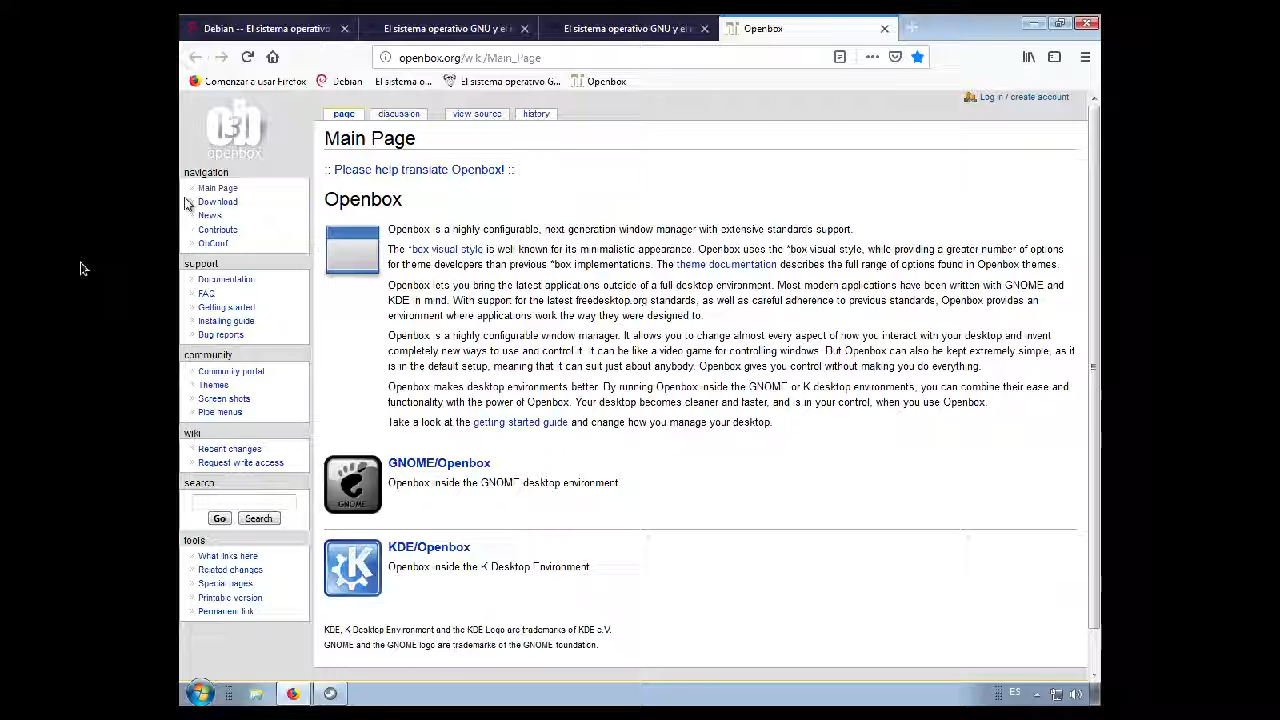 Debian -- El sistema operativo
El sistema operativo GNU y el
El sistema operativo GNU y el
Openbox
openbox.org/wiki/Main_Page
Comenzar a usar Firefox
Debian
El sistema o...
El sistema operativo G...
Openbox
openbox
Log in / create account
page
discussion
view source
history
Main Page
:: Please help translate Openbox! ::
Openbox
Openbox is a highly configurable, next generation window manager with extensive standards support.
The *box visual style is well known for its minimalistic appearance. Openbox uses the *box visual style, while providing a greater number of options
for theme developers than previous *box implementations. The theme documentation describes the full range of options found in Openbox themes.
Openbox lets you bring the latest applications outside of a full desktop environment. Most modern applications have been written with GNOME and
KDE in mind. With support for the latest freedesktop.org standards, as well as careful adherence to previous standards, Openbox provides an
environment where applications work the way they were designed to.
Openbox is a highly configurable window manager. It allows you to change almost every aspect of how you interact with your desktop and invent
completely new ways to use and control it. It can be like a video game for controlling windows. But Openbox can also be kept extremely simple, as it
is in the default setup, meaning that it can suit just about anybody. Openbox gives you control without making you do everything.
Openbox makes desktop environments better. By running Openbox inside the GNOME or K desktop environments, you can combine their ease and
functionality with the power of Openbox. Your desktop becomes cleaner and faster, and is in your control, when you use Openbox.
Take a look at the getting started guide and change how you manage your desktop.
GNOME
GNOME/Openbox
Openbox inside the GNOME desktop environment
KDE/Openbox
Openbox inside the K Desktop Environment
KDE, K Desktop Environment and the KDE Logo are trademarks of KDE e.V.
GNOME and the GNOME logo are trademarks of the GNOME foundation.
navigation
Main Page
Download
News
Contribute
ObConf
support
Documentation
FAQ
Getting started
Installing guide
Bug reports
community
Community portal
Themes
Screen shots
Pipe menus
wiki
Recent changes
Request write access
search
Go
Search
tools
What links here
Related changes
Special pages
Printable version
Permanent link
ES